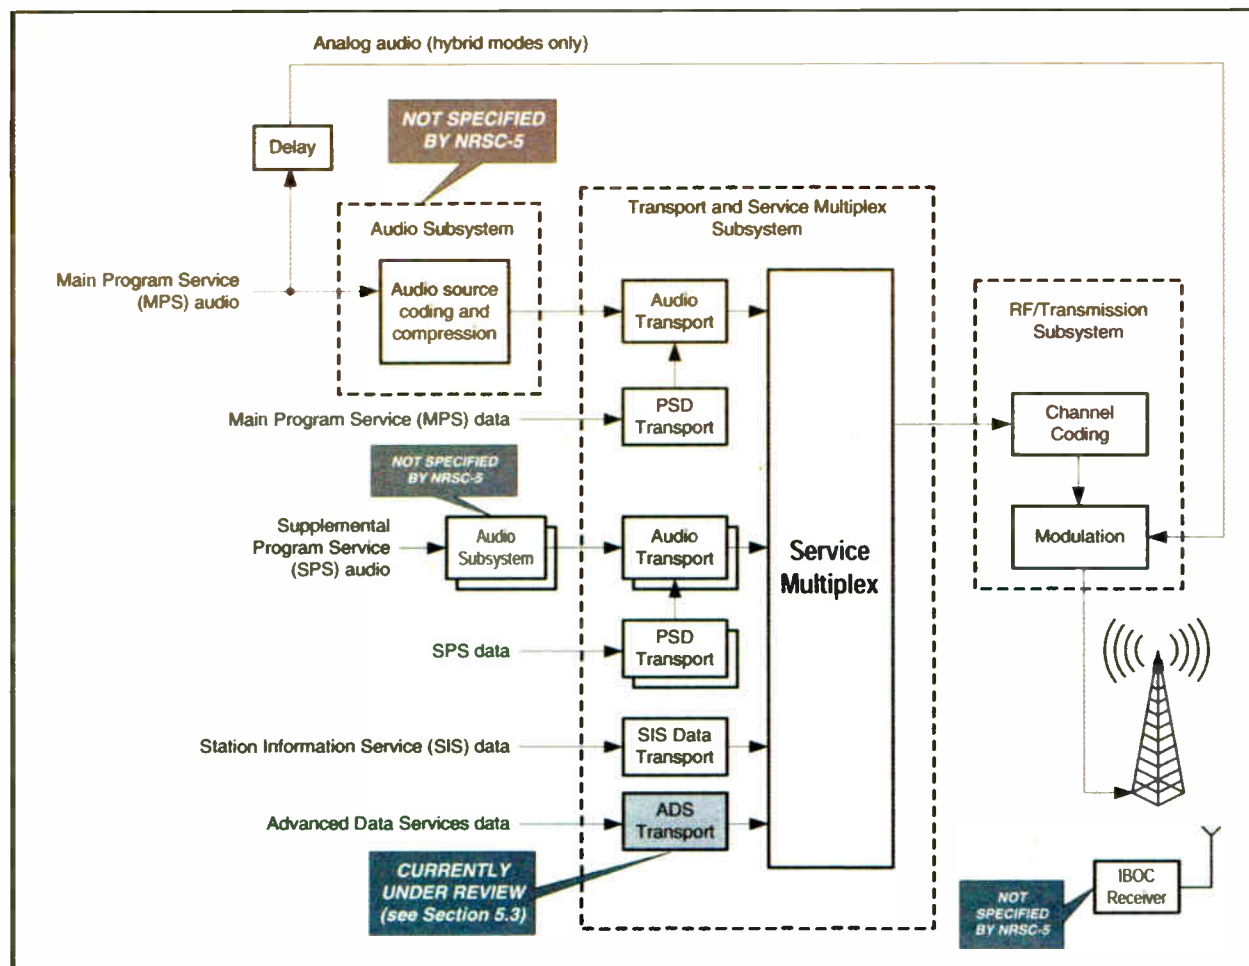 Analog audio (hybrid modes only)
NOT SPECIFIED
BY NRSC-5
Delay
Transport and Service Multiplex
Subsystem
Audio Subsystem
Main Program Service
(MPS) audio
Audio source
coding and
compression
Audio
Transport
RF/Transmission
Subsystem
Main Program Service (MPS) data
PSD
Transport
Channel
Coding
NOT SPECIFIED
BY NRSC-5
Supplemental
Program Service
(SPS) audio
Audio
Subsystem
Audio
Transport
Service
Multiplex
Modulation
SPS data
PSD
Transport
Station Information Service (SIS) data
SIS Data
Transport
Advanced Data Services data
ADS
Transport
CURRENTLY
UNDER REVIEW
(see Section 5.3)
NOT
SPECIFIED
BY NRSC-5
IBOC
Receiver